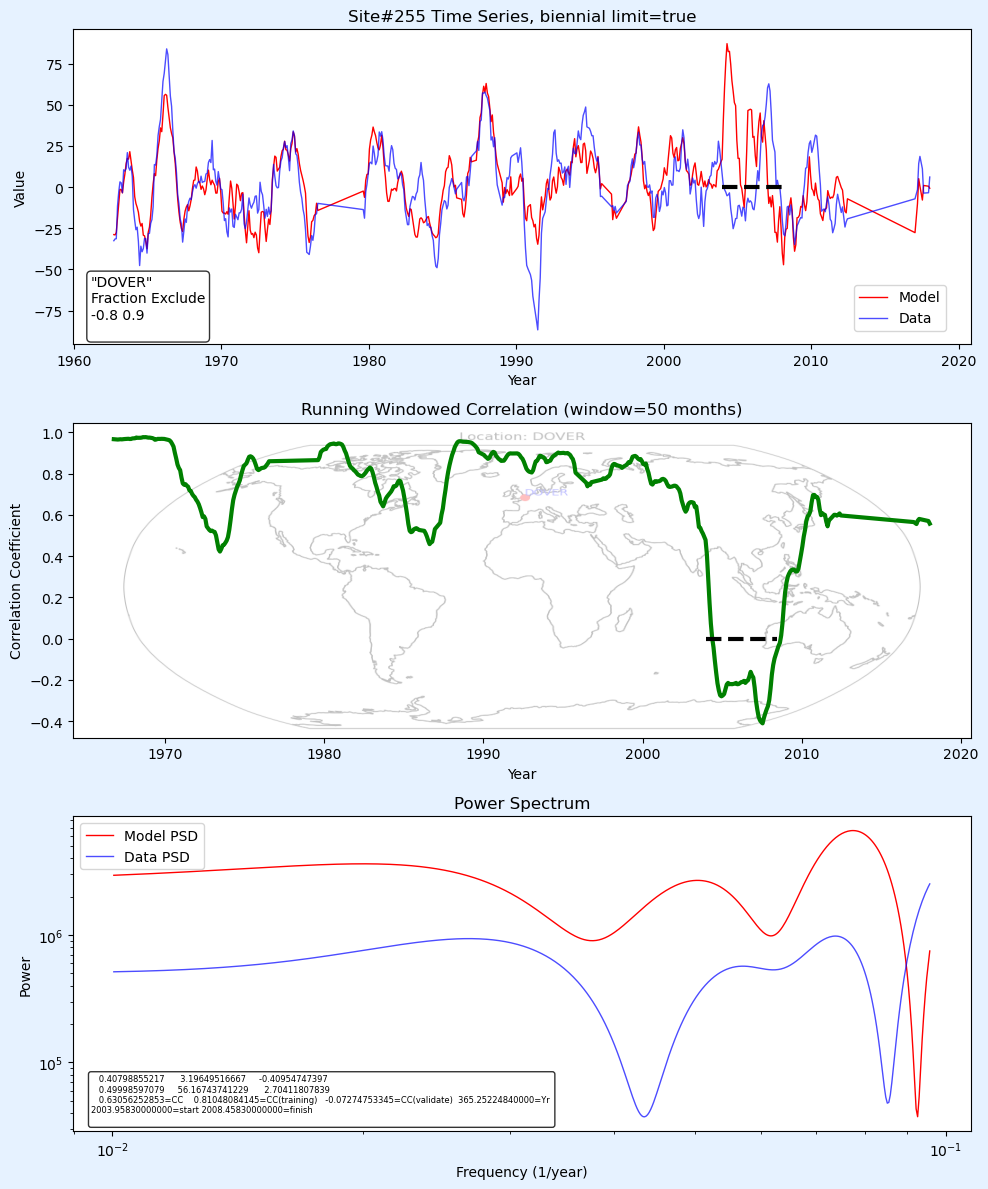 Site#255 Time Series, biennial limit=true
Value
75
50
25
0
−25
−50
−75
"DOVER"
Fraction Exclude
-0.8 0.9
Model
Data
1960 1970 1980 1990 2000 2010 2020
Year
Running Windowed Correlation (window=50 months)
Correlation Coefficient
1.0
0.8
0.6
0.4
0.2
0.0
−0.2
−0.4
Location: DOVER
DOVER
1970 1980 1990 2000 2010 2020
Year
Power Spectrum
Power
Model PSD
Data PSD
10⁶
10⁵
0.40798855217 3.19649516667 -0.40954747397
0.49998597079 56.16743741229 2.70411807839
0.63056252853=CC 0.81048084145=CC(training) -0.07274753345=CC(validate) 365.25224840000=Yr
2003.95830000000=start 2008.45830000000=finish
10⁻² 10⁻¹
Frequency (1/year)